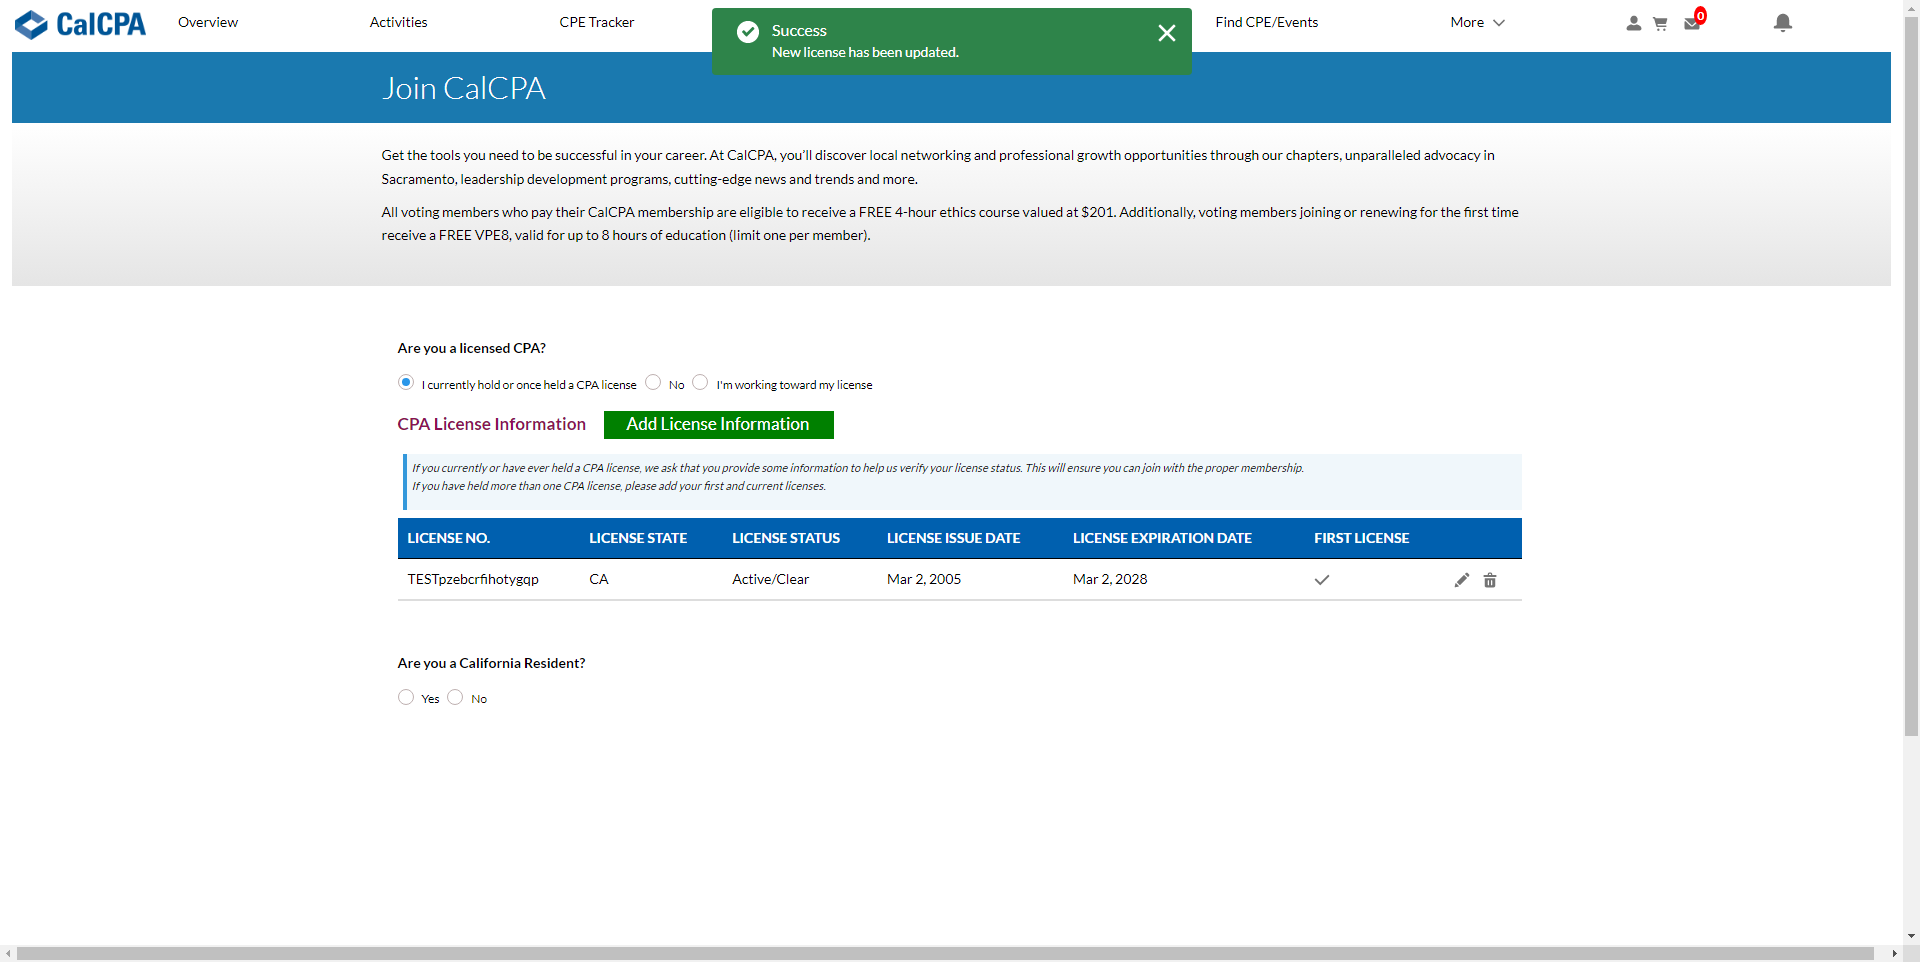 CalCPA
Overview
Activities
CPE Tracker
Find CPE/Events
More
0
Success
New license has been updated.
Join CalCPA
Get the tools you need to be successful in your career. At CalCPA, you’ll discover local networking and professional growth opportunities through our chapters, unparalleled advocacy in
Sacramento, leadership development programs, cutting-edge news and trends and more.
All voting members who pay their CalCPA membership are eligible to receive a FREE 4-hour ethics course valued at $201. Additionally, voting members joining or renewing for the first time
receive a FREE VPE8, valid for up to 8 hours of education (limit one per member).
Are you a licensed CPA?
I currently hold or once held a CPA license No I'm working toward my license
CPA License Information Add License Information
If you currently or have ever held a CPA license, we ask that you provide some information to help us verify your license status. This will ensure you can join with the proper membership.
If you have held more than one CPA license, please add your first and current licenses.
LICENSE NO. LICENSE STATE LICENSE STATUS LICENSE ISSUE DATE LICENSE EXPIRATION DATE FIRST LICENSE
TESTpzebcrfihotygqp CA Active/Clear Mar 2, 2005 Mar 2, 2028
Are you a California Resident?
Yes No